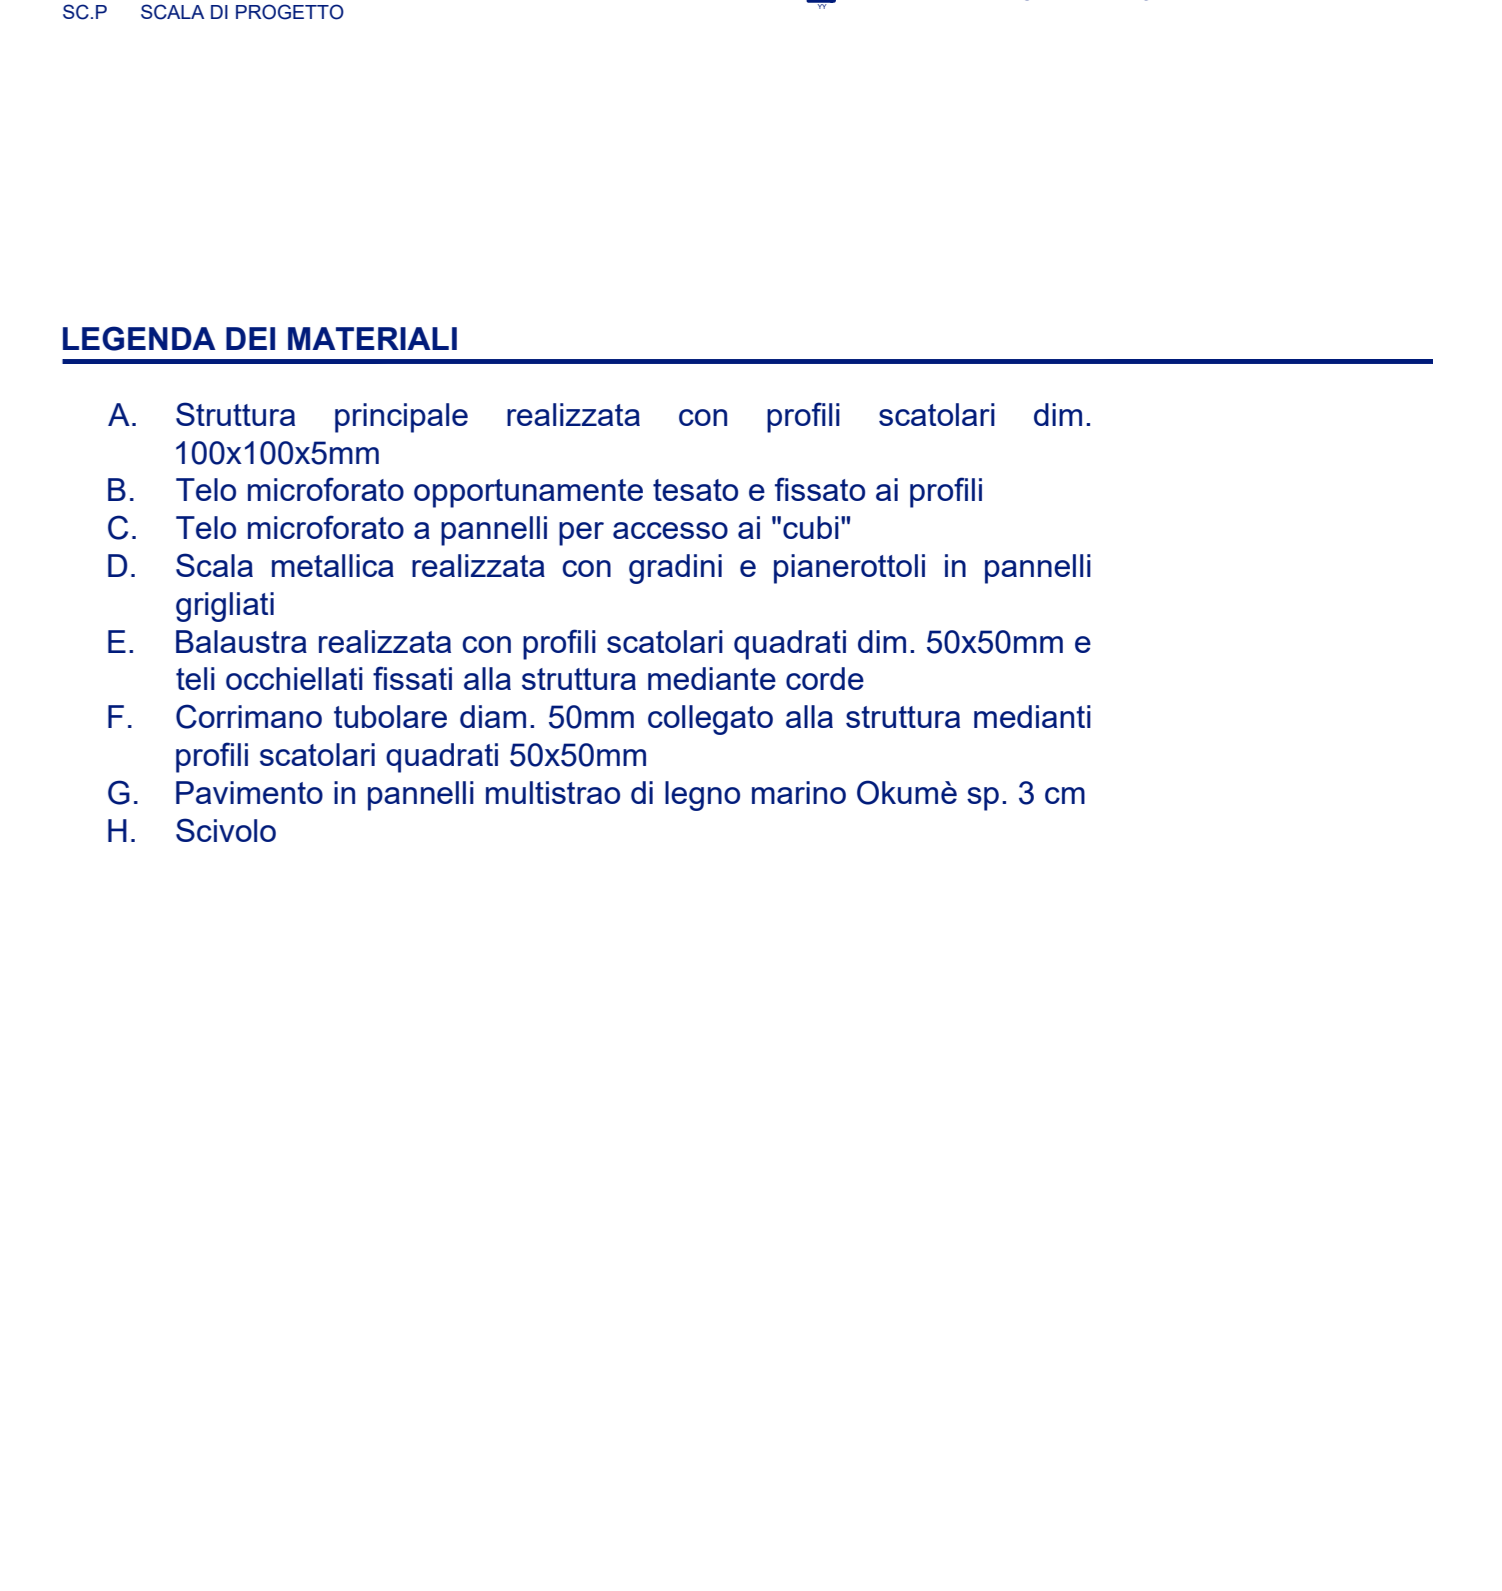 SC.P SCALA DI PROGETTO
YY
LEGENDA DEI MATERIALI
A. Struttura principale realizzata con profili scatolari dim.
100x100x5mm
B. Telo microforato opportunamente tesato e fissato ai profili
C. Telo microforato a pannelli per accesso ai "cubi"
D. Scala metallica realizzata con gradini e pianerottoli in pannelli
grigliati
E. Balaustra realizzata con profili scatolari quadrati dim. 50x50mm e
teli occhiellati fissati alla struttura mediante corde
F. Corrimano tubolare diam. 50mm collegato alla struttura medianti
profili scatolari quadrati 50x50mm
G. Pavimento in pannelli multistrao di legno marino Okumè sp. 3 cm
H. Scivolo